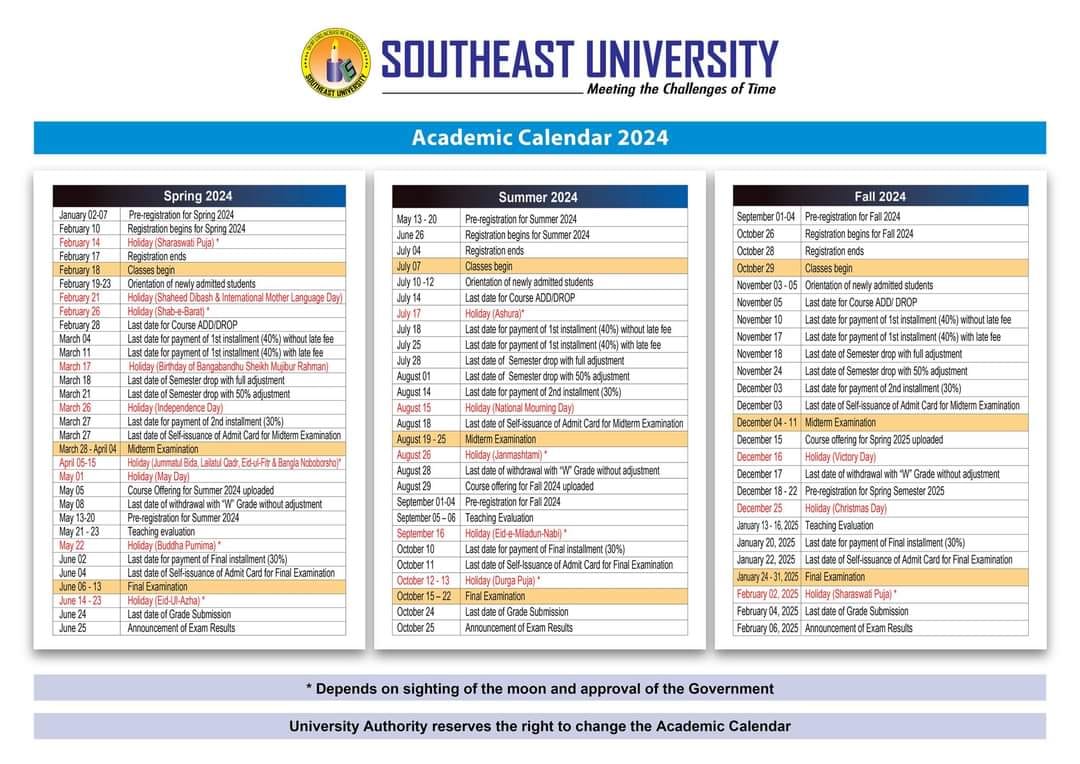 SOUTHEAST UNIVERSITY
SOUTHEAST UNIVERSITY
Meeting the Challenges of Time
Academic Calendar 2024
Spring 2024
January 02-07 Pre-registration for Spring 2024
February 10 Registration begins for Spring 2024
February 14 Holiday (Sharaswati Puja) *
February 17 Registration ends
February 18 Classes begin
February 19-23 Orientation of newly admitted students
February 21 Holiday (Shaheed Dibash & International Mother Language Day)
February 26 Holiday (Shab-e-Barat) *
February 28 Last date for Course ADD/DROP
March 04 Last date for payment of 1st installment (40%) without late fee
March 11 Last date for payment of 1st installment (40%) with late fee
March 17 Holiday (Birthday of Bangabandhu Sheikh Mujibur Rahman)
March 18 Last date of Semester drop with full adjustment
March 21 Last date of Semester drop with 50% adjustment
March 26 Holiday (Independence Day)
March 27 Last date for payment of 2nd installment (30%)
March 27 Last date of Self-issuance of Admit Card for Midterm Examination
March 28 - April 04 Midterm Examination
April 05-15 Holiday (Jummatul Bida, Lailatul Qadr, Eid-ul-Fitr & Bangla Noboborsho)*
May 01 Holiday (May Day)
May 05 Course Offering for Summer 2024 uploaded
May 08 Last date of withdrawal with "W" Grade without adjustment
May 13-20 Pre-registration for Summer 2024
May 21 - 23 Teaching evaluation
May 22 Holiday (Buddha Purnima) *
June 02 Last date for payment of Final installment (30%)
June 04 Last date of Self-issuance of Admit Card for Final Examination
June 06 - 13 Final Examination
June 14 - 23 Holiday (Eid-Ul-Azha) *
June 24 Last date of Grade Submission
June 25 Announcement of Exam Results
Summer 2024
May 13 - 20 Pre-registration for Summer 2024
June 26 Registration begins for Summer 2024
July 04 Registration ends
July 07 Classes begin
July 10 -12 Orientation of newly admitted students
July 14 Last date for Course ADD/DROP
July 17 Holiday (Ashura)*
July 18 Last date for payment of 1st installment (40%) without late fee
July 25 Last date for payment of 1st installment (40%) with late fee
July 28 Last date of Semester drop with full adjustment
August 01 Last date of Semester drop with 50% adjustment
August 14 Last date for payment of 2nd installment (30%)
August 15 Holiday (National Mourning Day)
August 18 Last date of Self-issuance of Admit Card for Midterm Examination
August 19 - 25 Midterm Examination
August 26 Holiday (Janmashtami) *
August 28 Last date of withdrawal with "W" Grade without adjustment
August 29 Course offering for Fall 2024 uploaded
September 01-04 Pre-registration for Fall 2024
September 05 – 06 Teaching Evaluation
September 16 Holiday (Eid-e-Miladun-Nabi) *
October 10 Last date for payment of Final installment (30%)
October 11 Last date of Self-issuance of Admit Card for Final Examination
October 12 - 13 Holiday (Durga Puja) *
October 15 – 22 Final Examination
October 24 Last date of Grade Submission
October 25 Announcement of Exam Results
Fall 2024
September 01-04 Pre-registration for Fall 2024
October 26 Registration begins for Fall 2024
October 28 Registration ends
October 29 Classes begin
November 03 - 05 Orientation of newly admitted students
November 05 Last date for Course ADD/ DROP
November 10 Last date for payment of 1st installment (40%) without late fee
November 17 Last date for payment of 1st installment (40%) with late fee
November 18 Last date of Semester drop with full adjustment
November 24 Last date of Semester drop with 50% adjustment
December 03 Last date for payment of 2nd installment (30%)
December 03 Last date of Self-issuance of Admit Card for Midterm Examination
December 04 - 11 Midterm Examination
December 15 Course offering for Spring 2025 uploaded
December 16 Holiday (Victory Day)
December 17 Last date of withdrawal with "W" Grade without adjustment
December 18 - 22 Pre-registration for Spring Semester 2025
December 25 Holiday (Christmas Day)
January 13 - 16, 2025 Teaching Evaluation
January 20, 2025 Last date for payment of Final installment (30%)
January 22, 2025 Last date of Self-issuance of Admit Card for Final Examination
January 24 - 31, 2025 Final Examination
February 02, 2025 Holiday (Sharaswati Puja) *
February 04, 2025 Last date of Grade Submission
February 06, 2025 Announcement of Exam Results
* Depends on sighting of the moon and approval of the Government
University Authority reserves the right to change the Academic Calendar